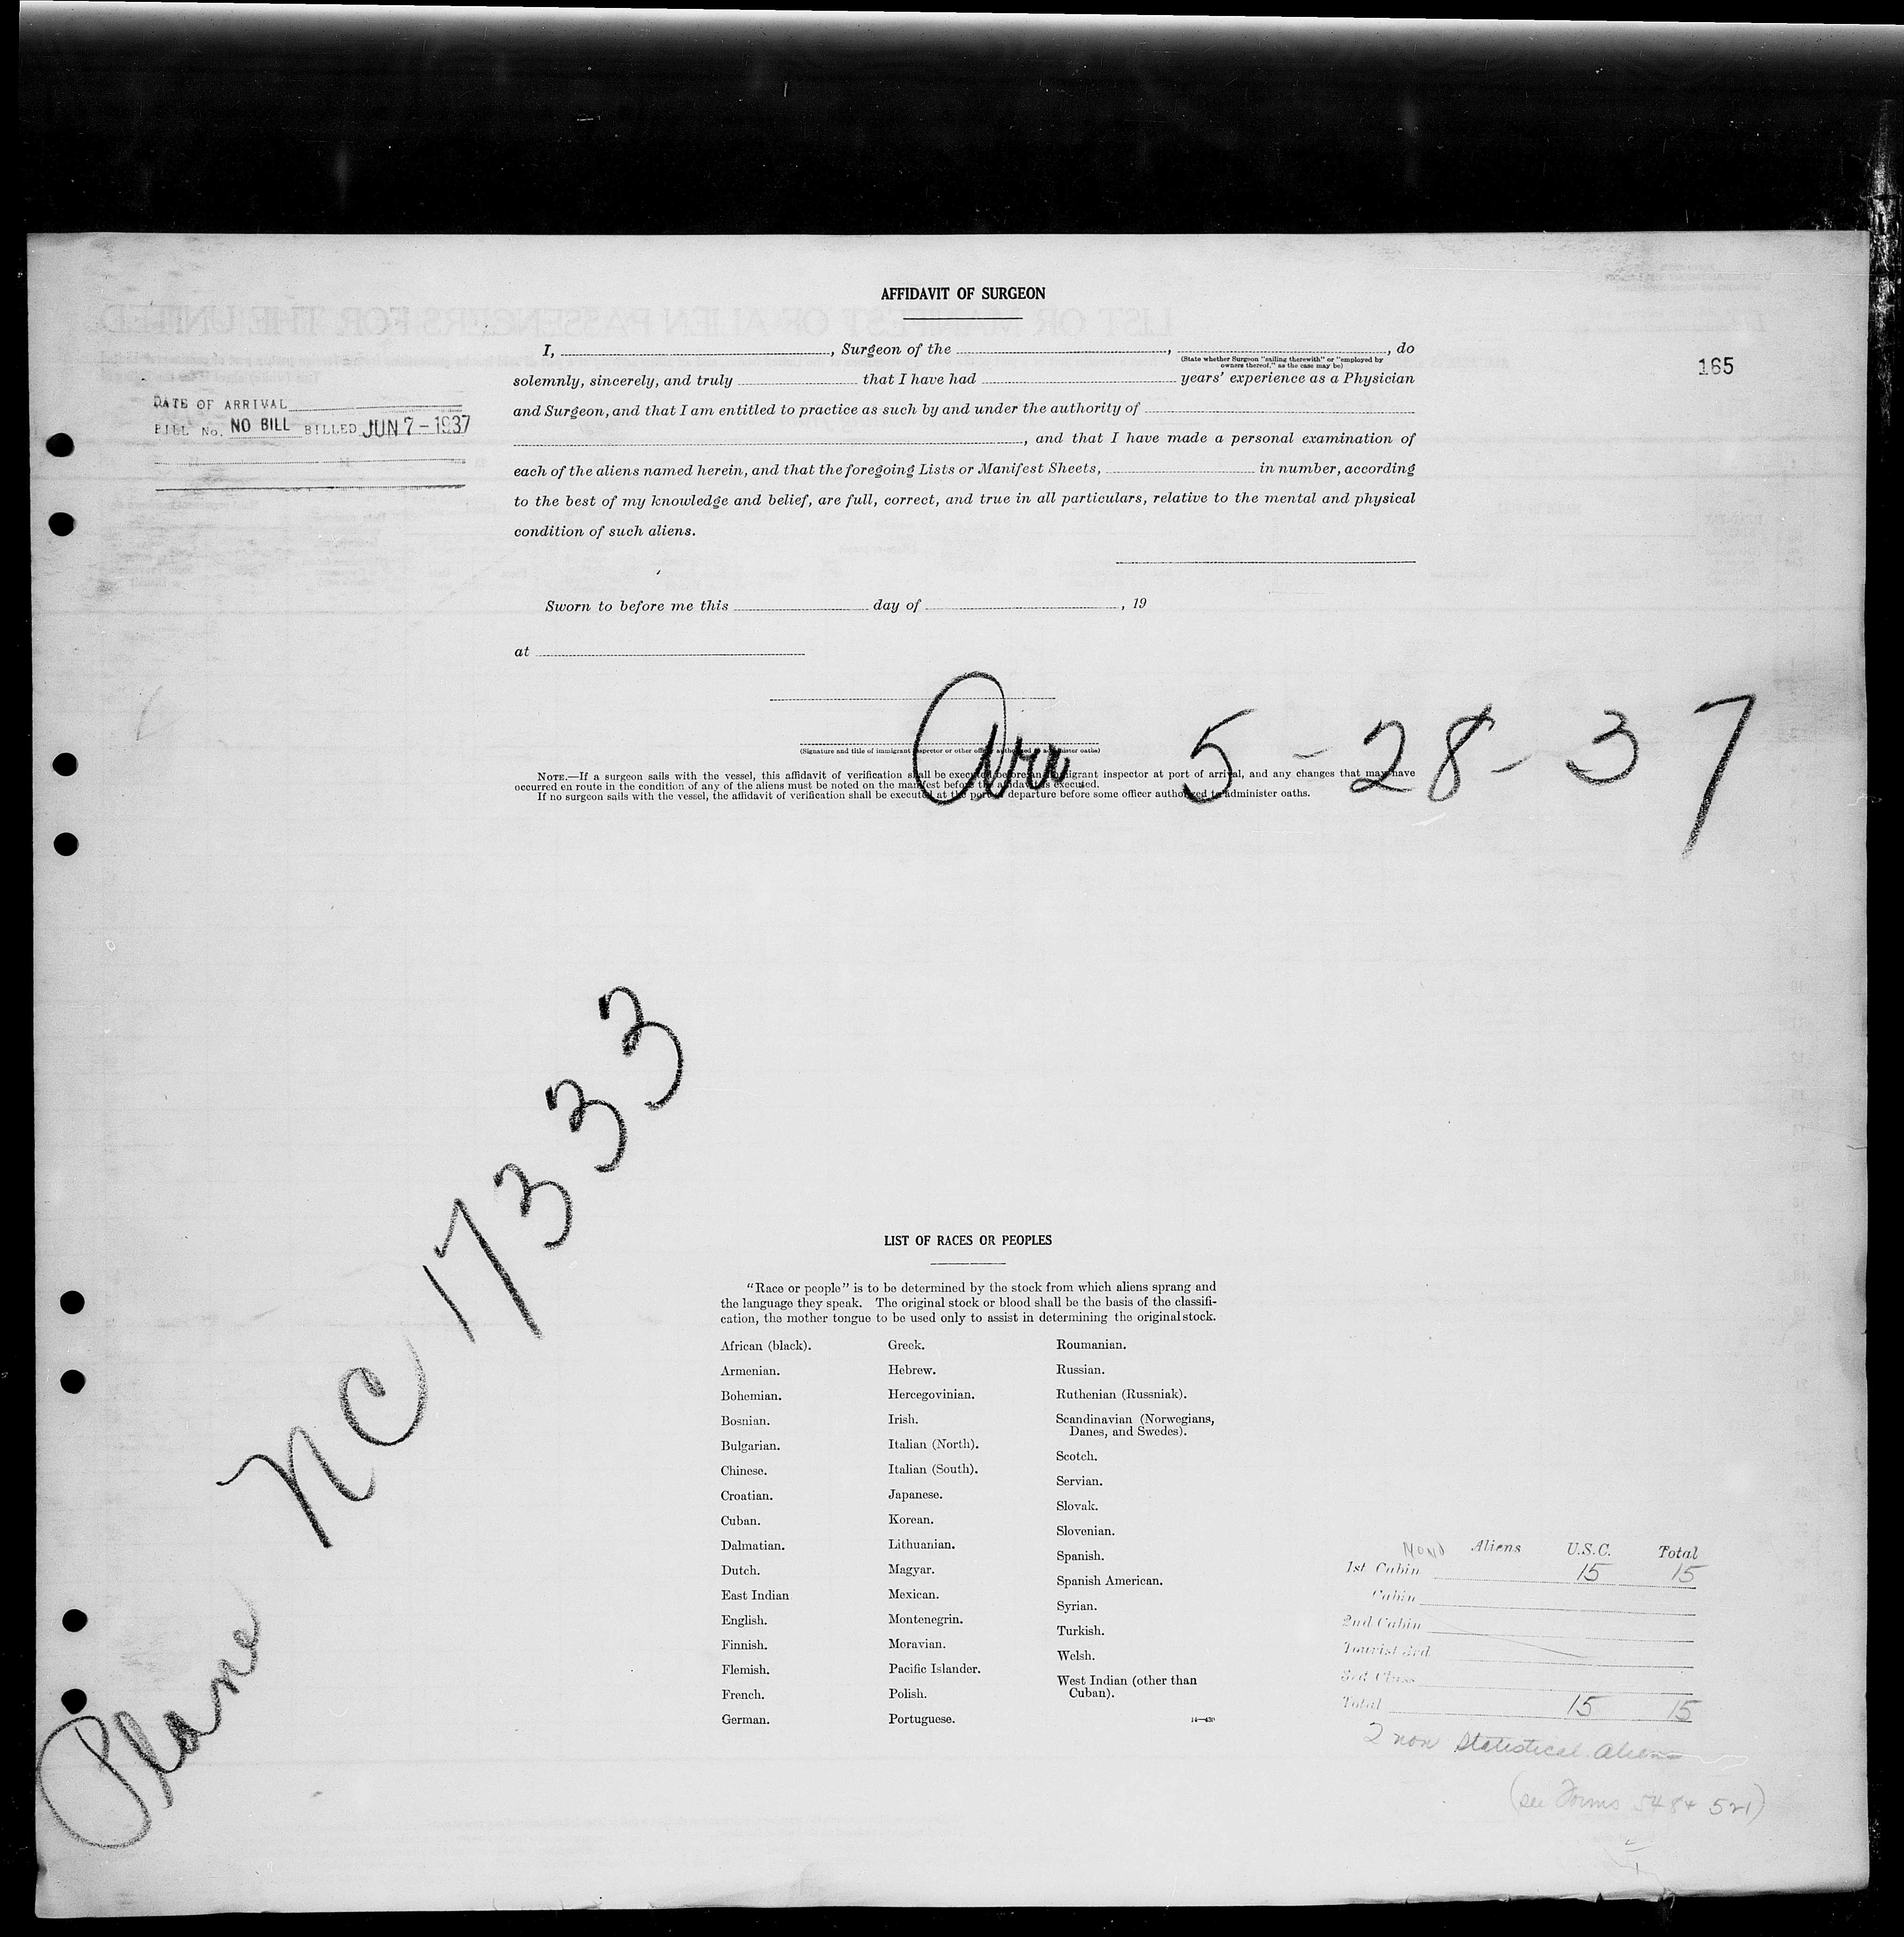 AFFIDAVIT OF SURGEON
I, , Surgeon of the , , do
(State whether Surgeon "sailing therewith" or "employed by
owners thereof," as the case may be)
165
solemnly, sincerely, and truly that I have had years' experience as a Physician
and Surgeon, and that I am entitled to practice as such by and under the authority of
DATE OF ARRIVAL
BILL No. NO BILL BILLED JUN 7 - 1937
, and that I have made a personal examination of
each of the aliens named herein, and that the foregoing Lists or Manifest Sheets, in number, according
to the best of my knowledge and belief, are full, correct, and true in all particulars, relative to the mental and physical
condition of such aliens.
Sworn to before me this day of , 19
at
Arr 5-28-37
(Signature and title of immigrant inspector or other officer authorized to administer oaths)
NOTE.—If a surgeon sails with the vessel, this affidavit of verification shall be executed before an immigrant inspector at port of arrival, and any changes that may have
occurred en route in the condition of any of the aliens must be noted on the manifest before the affidavit is executed.
If no surgeon sails with the vessel, the affidavit of verification shall be executed at the port of departure before some officer authorized to administer oaths.
Plane NC 17333
LIST OF RACES OR PEOPLES
"Race or people" is to be determined by the stock from which aliens sprang and
the language they speak. The original stock or blood shall be the basis of the classifi-
cation, the mother tongue to be used only to assist in determining the original stock.
African (black).
Armenian.
Bohemian.
Bosnian.
Bulgarian.
Chinese.
Croatian.
Cuban.
Dalmatian.
Dutch.
East Indian
English.
Finnish.
Flemish.
French.
German.
Greek.
Hebrew.
Hercegovinian.
Irish.
Italian (North).
Italian (South).
Japanese.
Korean.
Lithuanian.
Magyar.
Mexican.
Montenegrin.
Moravian.
Pacific Islander.
Polish.
Portuguese.
Roumanian.
Russian.
Ruthenian (Russniak).
Scandinavian (Norwegians,
Danes, and Swedes).
Scotch.
Servian.
Slovak.
Slovenian.
Spanish.
Spanish American.
Syrian.
Turkish.
Welsh.
West Indian (other than
Cuban).
Aliens U.S.C. Total
1st Cabin 15 15
Cabin
2nd Cabin
Tourist 3rd
3rd Class
Total 15 15
2 non statistical aliens
(see Forms 548 & 521)